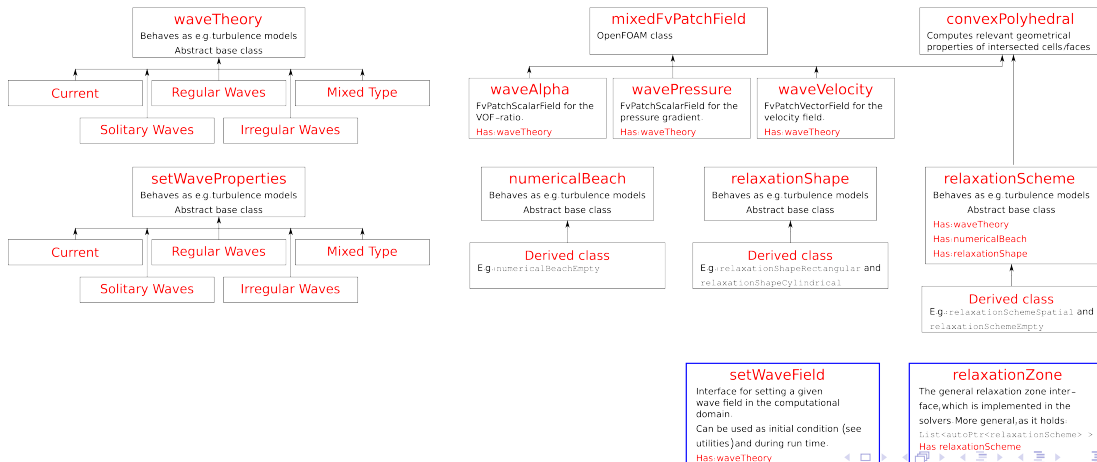 waveTheory
Behaves as e.g. turbulence models
Abstract base class
Current
Regular Waves
Mixed Type
Solitary Waves
Irregular Waves
mixedFvPatchField
OpenFOAM class
convexPolyhedral
Computes relevant geometrical
properties of intersected cells/faces
waveAlpha
FvPatchScalarField for the
VOF-ratio.
Has:waveTheory
wavePressure
FvPatchScalarField for the
pressure gradient.
Has:waveTheory
waveVelocity
FvPatchVectorField for the
velocity field.
Has:waveTheory
setWaveProperties
Behaves as e.g. turbulence models
Abstract base class
Current
Regular Waves
Mixed Type
Solitary Waves
Irregular Waves
numericalBeach
Behaves as e.g. turbulence models
Abstract base class
Derived class
E.g.:numericalBeachEmpty
relaxationShape
Behaves as e.g. turbulence models
Abstract base class
Derived class
E.g.:relaxationShapeRectangular and
relaxationShapeCylindrical
relaxationScheme
Behaves as e.g. turbulence models
Abstract base class
Has:waveTheory
Has:numericalBeach
Has:relaxationShape
Derived class
E.g.:relaxationSchemeSpatial and
relaxationSchemeEmpty
setWaveField
Interface for setting a given
wave field in the computational
domain.
Can be used as initial condition (see
utilities)and during run time.
Has:waveTheory
relaxationZone
The general relaxation zone inter-
face,which is implemented in the
solvers.More general,as it holds:
List<autoPtr<relaxationScheme> >
Has relaxationScheme